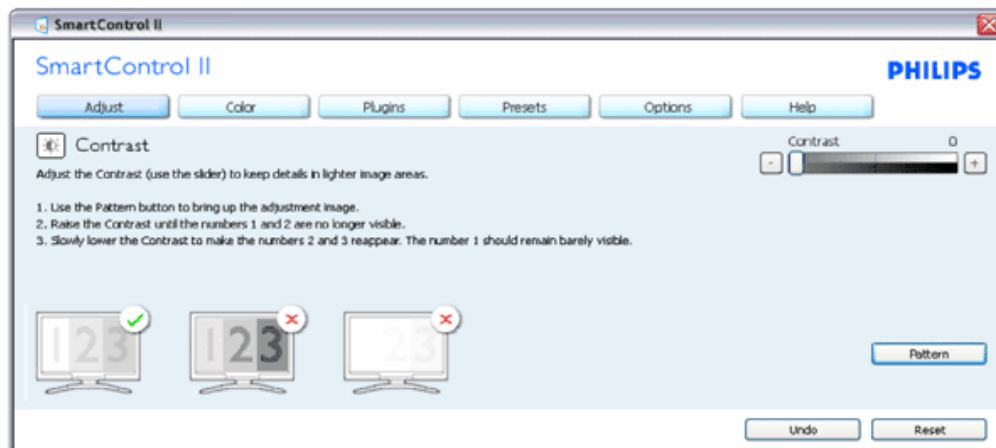 SmartControl II
SmartControl II
PHILIPS
Adjust Color Plugins Presets Options Help
Contrast
Contrast 0
- +
Adjust the Contrast (use the slider) to keep details in lighter image areas.
1. Use the Pattern button to bring up the adjustment image.
2. Raise the Contrast until the numbers 1 and 2 are no longer visible.
3. Slowly lower the Contrast to make the numbers 2 and 3 reappear. The number 1 should remain barely visible.
123 123 23
Pattern
Undo Reset